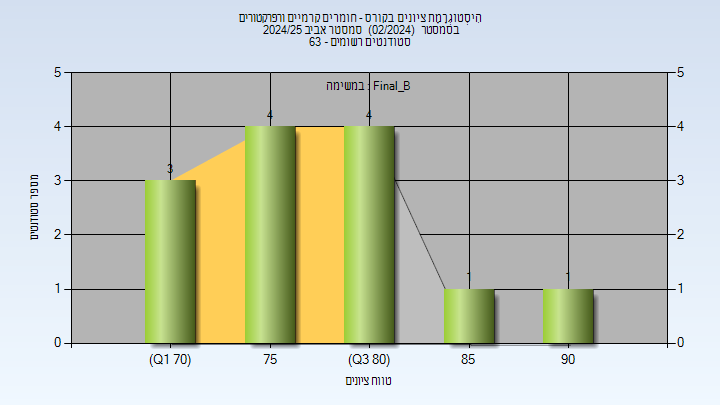 היסטוגרמת ציונים בקורס - חומרים קרמיים ורפרקטורים
בסמסטר (02/2024) סמסטר אביב 2024/25
סטודנטים רשומים - 63
במשימה : Final_B
מספר סטודנטים
5
4
3
2
1
0
5
4
3
2
1
0
3
4
4
1
1
(Q1 70)
75
(Q3 80)
85
90
טווח ציונים